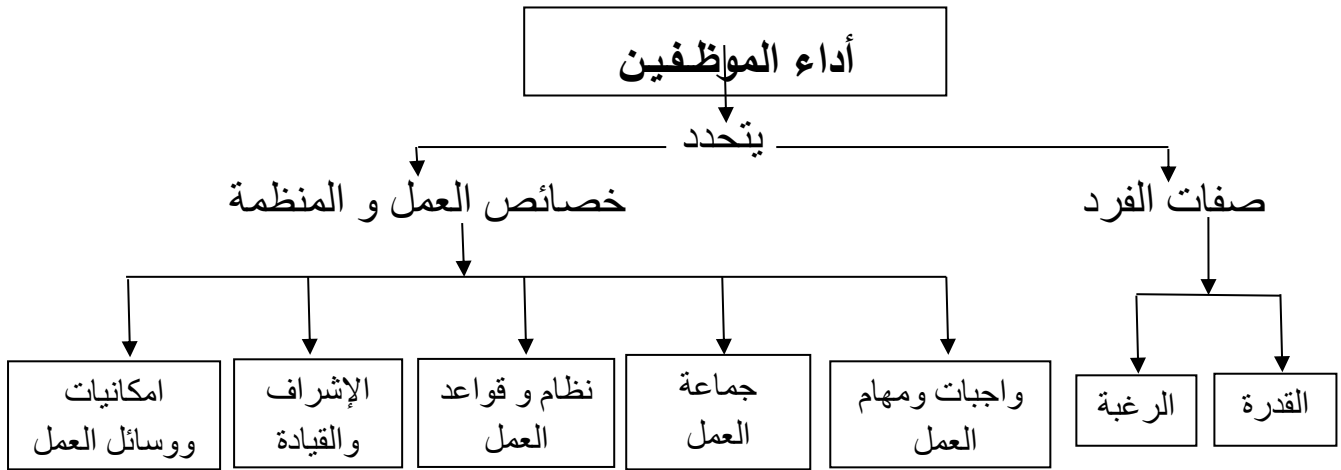 أداء الموظفين
يتحدد
صفات الفرد
خصائص العمل و المنظمة
القدرة
الرغبة
واجبات ومهام
العمل
جماعة
العمل
نظام و قواعد
العمل
الإشراف
والقيادة
امكانيات
ووسائل العمل